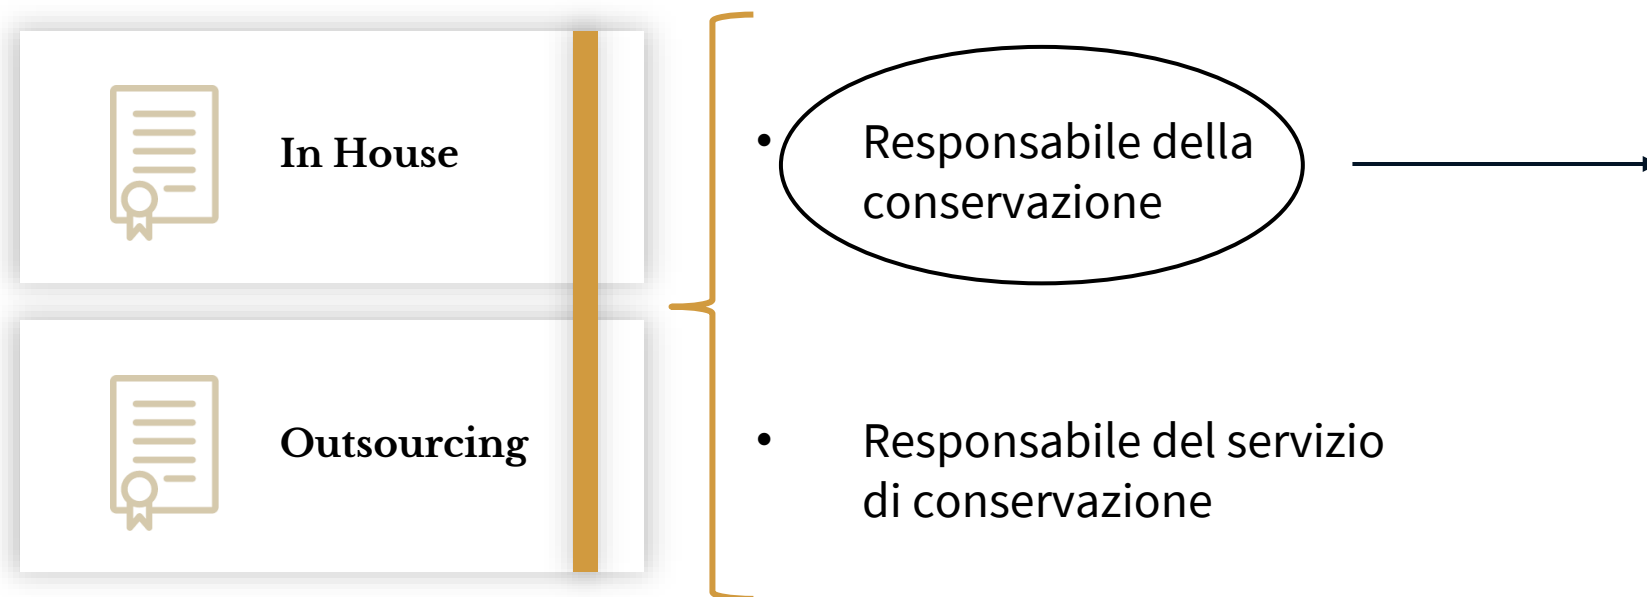 In House
Outsourcing
• Responsabile della
conservazione
• Responsabile del servizio
di conservazione